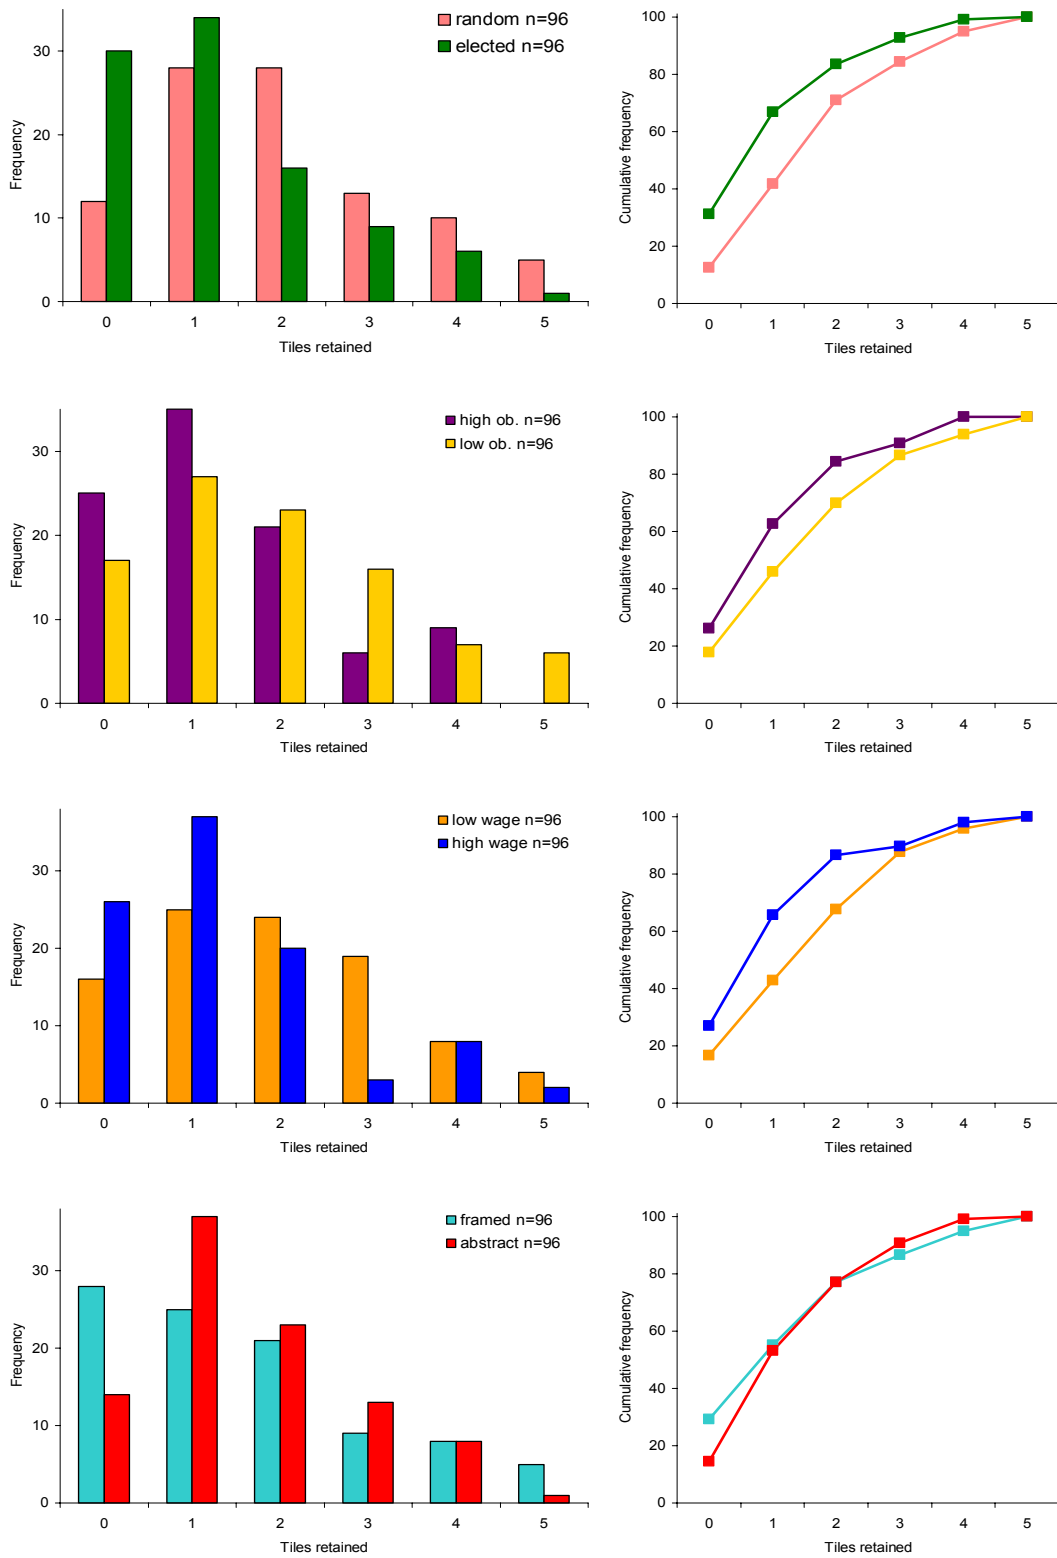 random n=96
elected n=96
30
20
10
0
Frequency
0 1 2 3 4 5
Tiles retained
100
80
60
40
20
0
Cumulative frequency
0 1 2 3 4 5
Tiles retained
high ob. n=96
low ob. n=96
30
20
10
0
Frequency
0 1 2 3 4 5
Tiles retained
100
80
60
40
20
0
Cumulative frequency
0 1 2 3 4 5
Tiles retained
low wage n=96
high wage n=96
30
20
10
0
Frequency
0 1 2 3 4 5
Tiles retained
100
80
60
40
20
0
Cumulative frequency
0 1 2 3 4 5
Tiles retained
framed n=96
abstract n=96
30
20
10
0
Frequency
0 1 2 3 4 5
Tiles retained
100
80
60
40
20
0
Cumulative frequency
0 1 2 3 4 5
Tiles retained